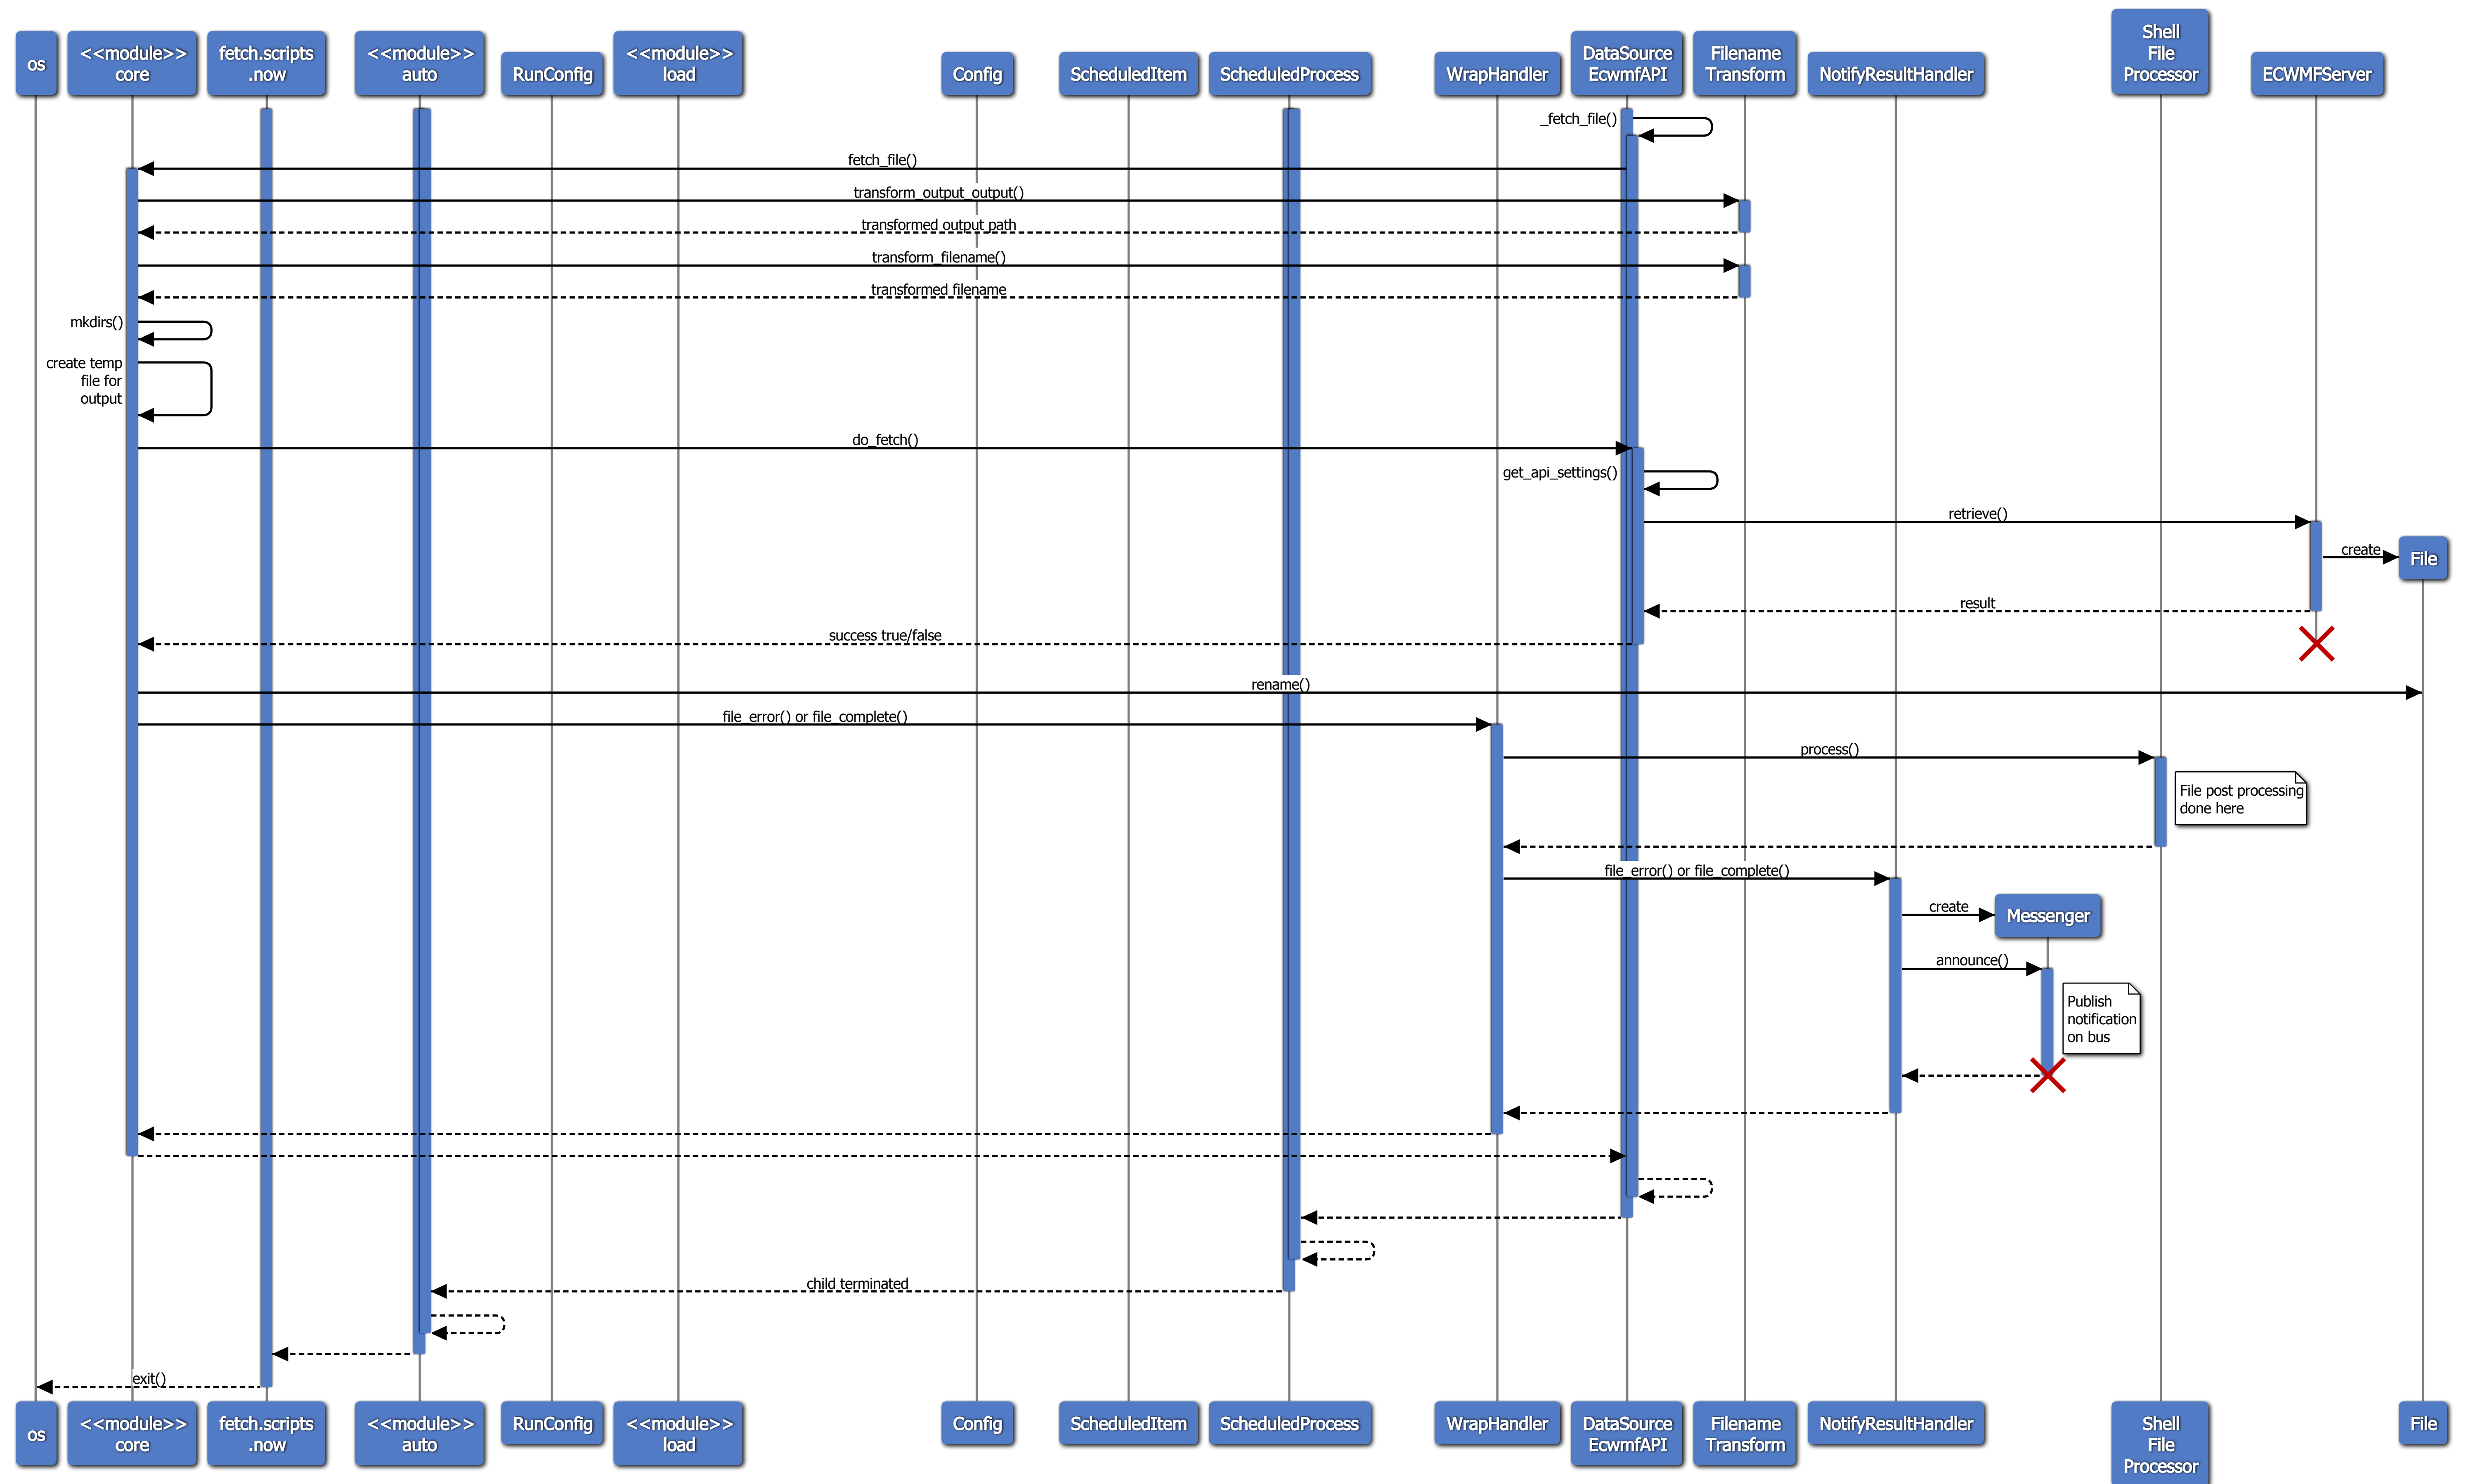 os
<<module>>
core
fetch.scripts
.now
<<module>>
auto
RunConfig
<<module>>
load
Config
ScheduledItem
ScheduledProcess
WrapHandler
DataSource
EcwmfAPI
Filename
Transform
NotifyResultHandler
Shell
File
Processor
ECWMFServer
_fetch_file()
fetch_file()
transform_output_output()
transformed output path
transform_filename()
transformed filename
mkdirs()
create temp
file for
output
do_fetch()
get_api_settings()
retrieve()
create
File
result
success true/false
rename()
file_error() or file_complete()
process()
File post processing
done here
file_error() or file_complete()
create
Messenger
announce()
Publish
notification
on bus
child terminated
exit()
os
<<module>>
core
fetch.scripts
.now
<<module>>
auto
RunConfig
<<module>>
load
Config
ScheduledItem
ScheduledProcess
WrapHandler
DataSource
EcwmfAPI
Filename
Transform
NotifyResultHandler
Shell
File
Processor
File